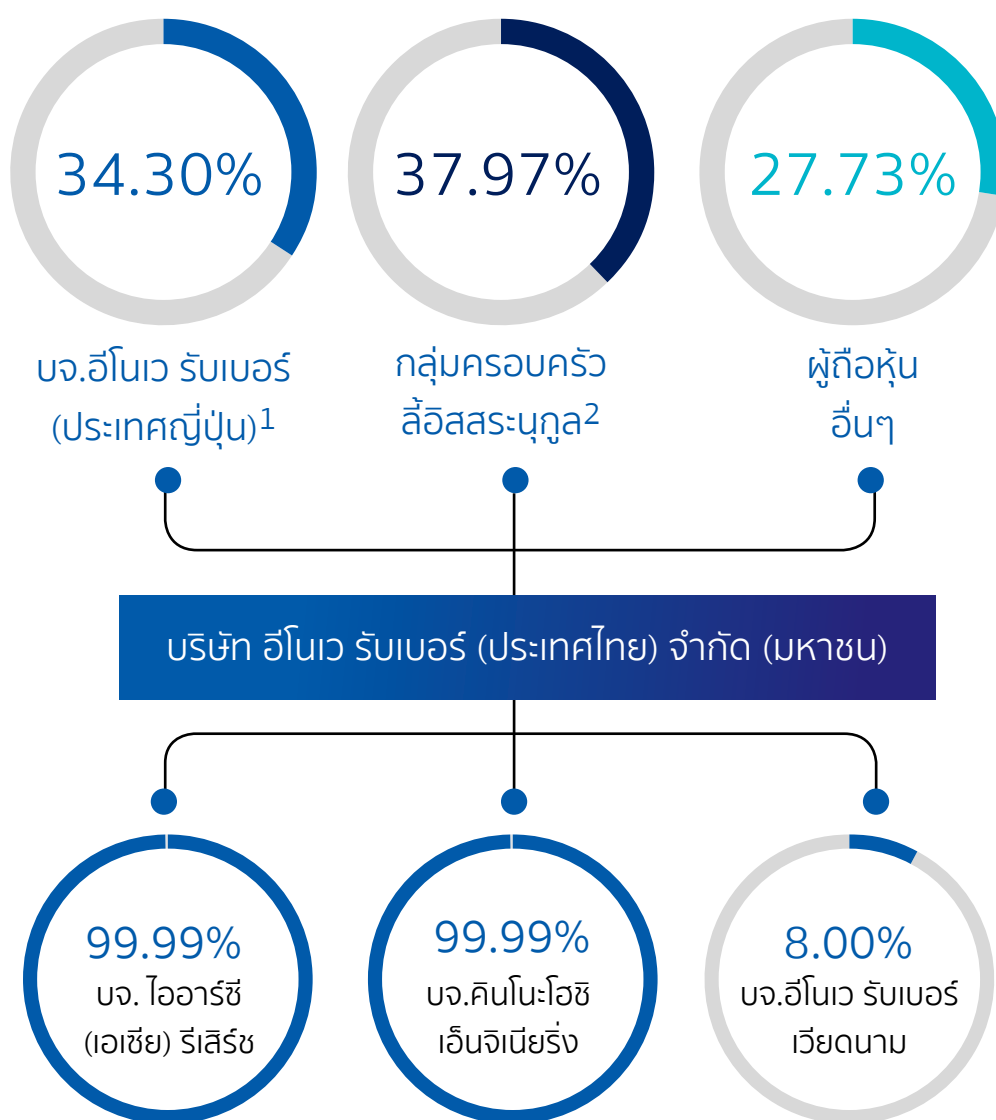 34.30%
บจ.อีโนเว รับเบอร์
(ประเทศญี่ปุ่น)1
37.97%
กลุ่มครอบครัว
ลี้อิสสระนุกูล2
27.73%
ผู้ถือหุ้น
อื่นๆ
บริษัท อีโนเว รับเบอร์ (ประเทศไทย) จำกัด (มหาชน)
99.99%
บจ. ไออาร์ซี
(เอเซีย) รีเสิร์ช
99.99%
บจ.คินโนะโฮชิ
เอ็นจิเนียริ่ง
8.00%
บจ.อีโนเว รับเบอร์
เวียดนาม